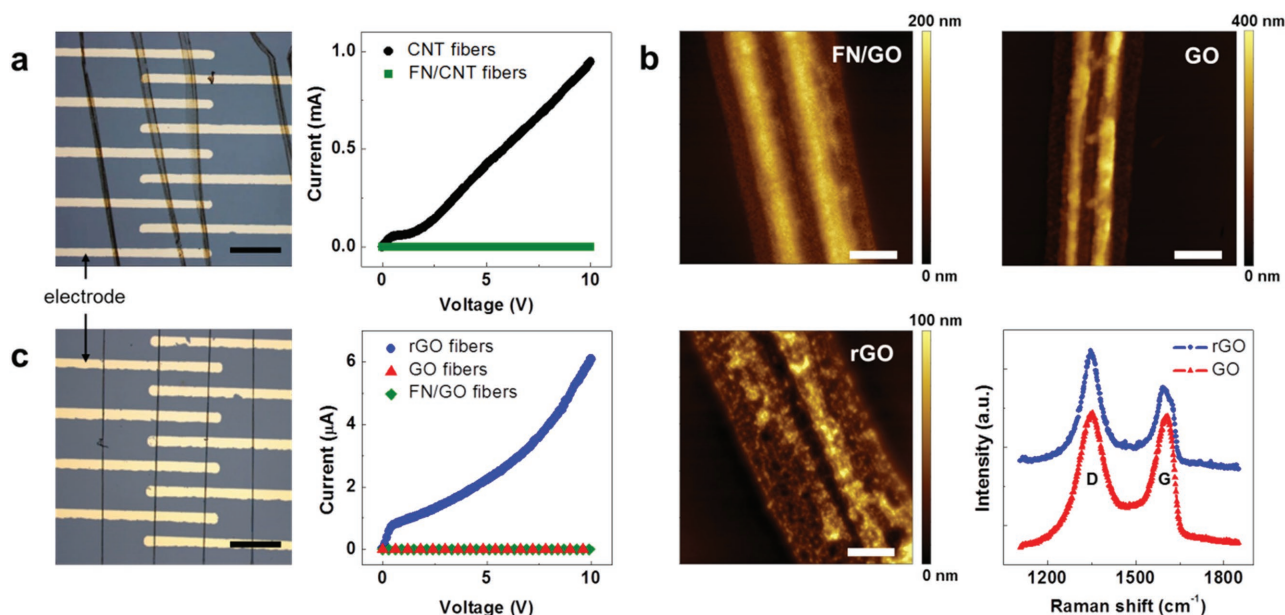 a
1.0
0.5
0.0
Current (mA)
CNT fibers
FN/CNT fibers
0
5
10
Voltage (V)
b
FN/GO
200 nm
0 nm
GO
400 nm
0 nm
electrode
c
6
4
2
0
Current (μA)
rGO fibers
GO fibers
FN/GO fibers
0
5
10
Voltage (V)
rGO
100 nm
0 nm
Intensity (a.u.)
rGO
GO
D
G
1200
1500
1800
Raman shift (cm⁻¹)